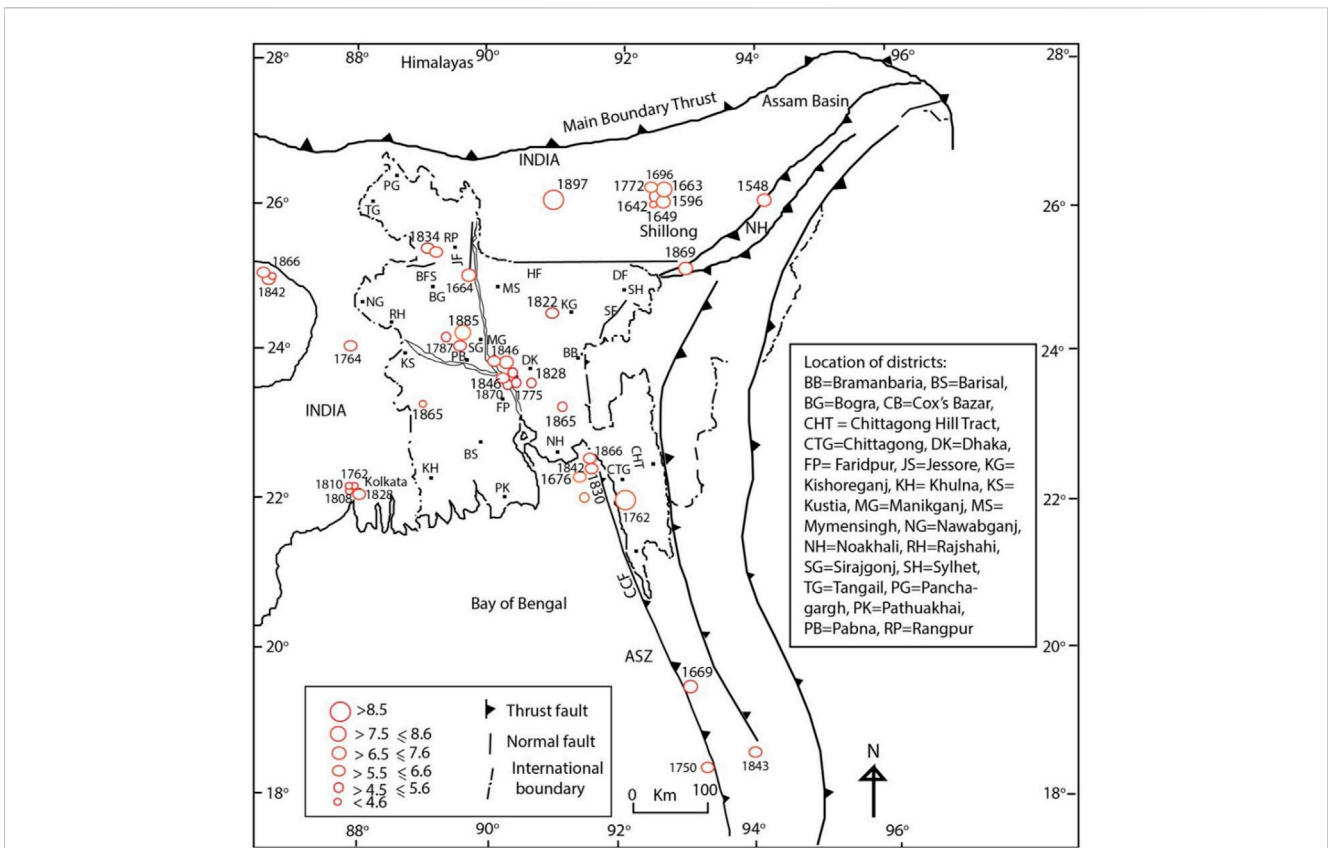 88° 90° 92° 94° 96°
28° 28°
Himalayas
Main Boundary Thrust
Assam Basin
INDIA
PG
1897
1696
1772 1663
1642 1596
1649
1548
26° 26°
TG
Shillong
NH
1834 RP
1869
1866
1842
BFS
JF
HF
DF
BG
1664
MS
SH
NG
1822 KG
SF
RH
1885
1787 SG
MG
1846
BB
24° 24°
1764
KS
PB
DK
1828
1846
1870
1775
FP
INDIA
1865
1865
NH
BS
1866
1842
1676
CTG
CHT
KH
1762
1810 Kolkata
1808 1828
1830
22° 22°
PK
1762
CCF
Bay of Bengal
20° 20°
ASZ
1669
1750
1843
18° 18°
88° 90° 92° 94° 96°
Location of districts:
BB=Bramanbaria, BS=Barisal,
BG=Bogra, CB=Cox's Bazar,
CHT = Chittagong Hill Tract,
CTG=Chittagong, DK=Dhaka,
FP= Faridpur, JS=Jessore, KG=
Kishoreganj, KH= Khulna, KS=
Kustia, MG=Manikganj, MS=
Mymensingh, NG=Nawabganj,
NH=Noakhali, RH=Rajshahi,
SG=Sirajgonj, SH=Sylhet,
TG=Tangail, PG=Pancha-
gargh, PK=Pathuakhai,
PB=Pabna, RP=Rangpur
>8.5
> 7.5 ⩽ 8.6
> 6.5 ⩽ 7.6
> 5.5 ⩽ 6.6
> 4.5 ⩽ 5.6
< 4.6
Thrust fault
Normal fault
International
boundary
0 Km 100
N